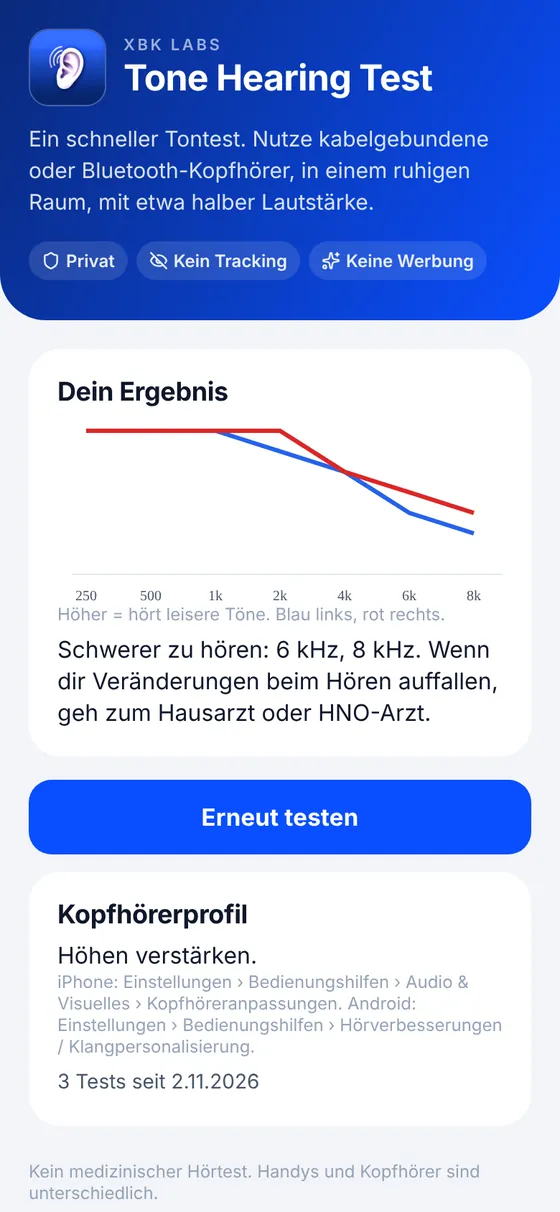 XBK LABS
Tone Hearing Test
Ein schneller Tontest. Nutze kabelgebundene
oder Bluetooth-Kopfhörer, in einem ruhigen
Raum, mit etwa halber Lautstärke.
Privat
Kein Tracking
Keine Werbung
Dein Ergebnis
250 500 1k 2k 4k 6k 8k
Höher = hört leisere Töne. Blau links, rot rechts.
Schwerer zu hören: 6 kHz, 8 kHz. Wenn
dir Veränderungen beim Hören auffallen,
geh zum Hausarzt oder HNO-Arzt.
Erneut testen
Kopfhörerprofil
Höhen verstärken.
iPhone: Einstellungen › Bedienungshilfen › Audio &
Visuelles › Kopfhöreranpassungen. Android:
Einstellungen › Bedienungshilfen › Hörverbesserungen
/ Klangpersonalisierung.
3 Tests seit 2.11.2026
Kein medizinischer Hörtest. Handys und Kopfhörer sind
unterschiedlich.